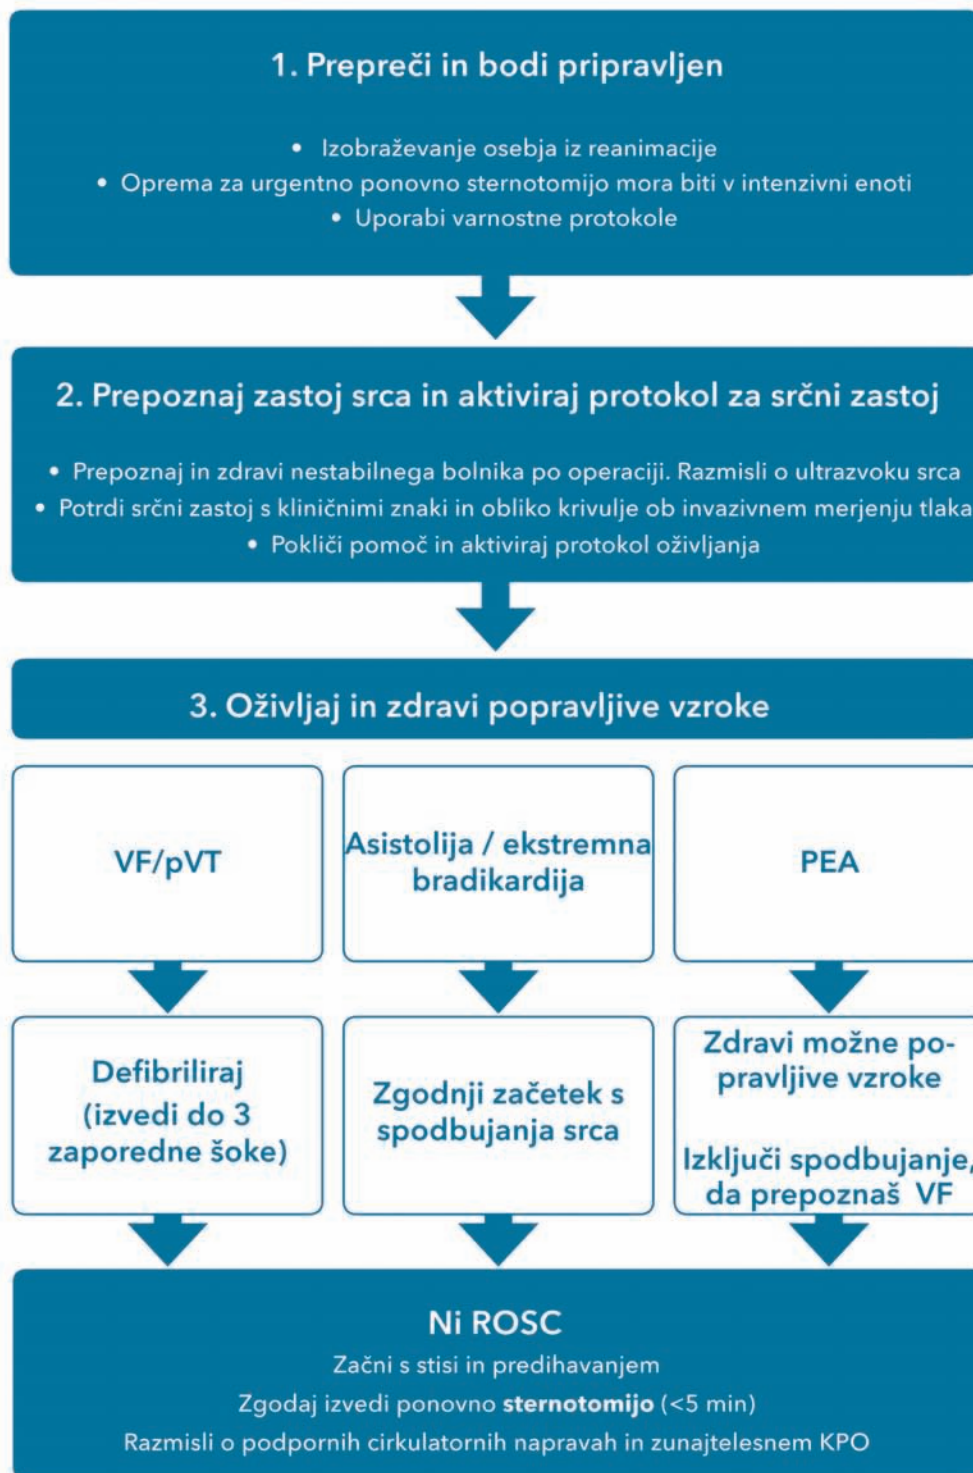 1. Prepreči in bodi pripravljen
• Izobraževanje osebja iz reanimacije
• Oprema za urgentno ponovno sternotomijo mora biti v intenzivni enoti
• Uporabi varnostne protokole
2. Prepoznaj zastoj srca in aktiviraj protokol za srčni zastoj
• Prepoznaj in zdravi nestabilnega bolnika po operaciji. Razmisli o ultrazvoku srca
• Potrdi srčni zastoj s kliničnimi znaki in obliko krivulje ob invazivnem merjenju tlaka
• Pokliči pomoč in aktiviraj protokol oživljanja
3. Oživljaj in zdravi popravljive vzroke
VF/pVT
Asistolija / ekstremna
bradikardija
PEA
Defibriliraj
(izvedi do 3
zaporedne šoke)
Zgodnji začetek s
spodbujanja srca
Zdravi možne po-
pravljive vzroke
Izključi spodbujanje,
da prepoznaš VF
Ni ROSC
Začni s stisi in predihavanjem
Zgodaj izvedi ponovno sternotomijo (<5 min)
Razmisli o podpornih cirkulatornih napravah in zunajtelesnem KPO